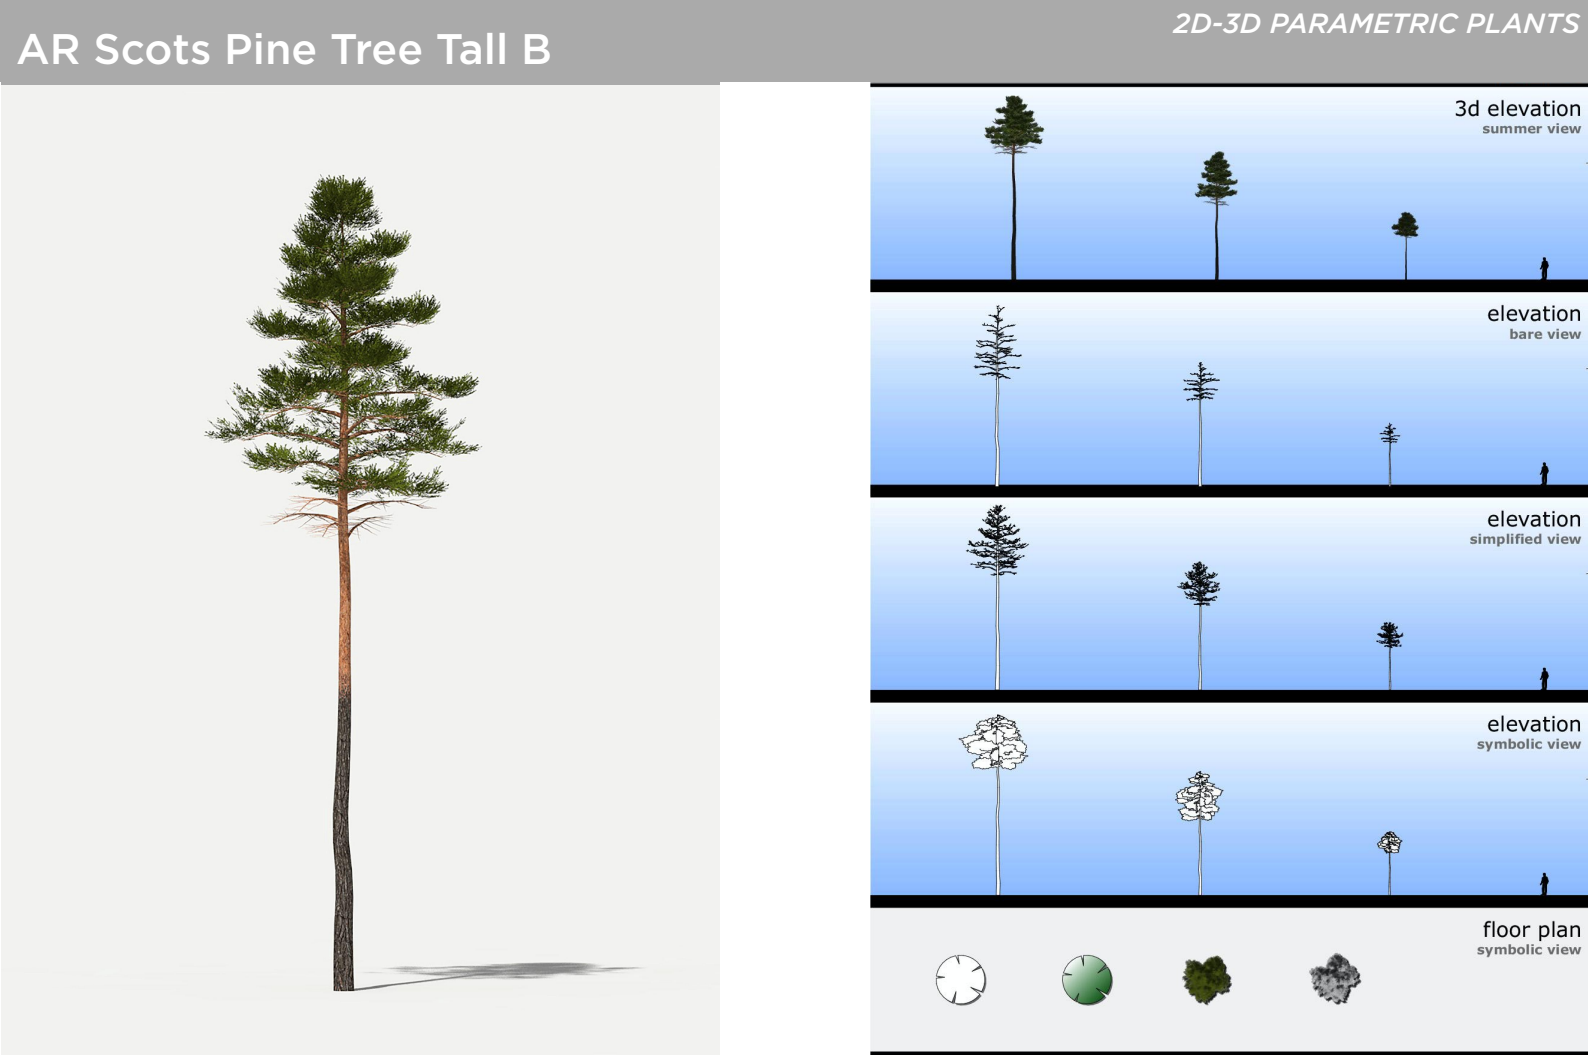 AR Scots Pine Tree Tall B
2D-3D PARAMETRIC PLANTS
3d elevation
summer view
elevation
bare view
elevation
simplified view
elevation
symbolic view
floor plan
symbolic view